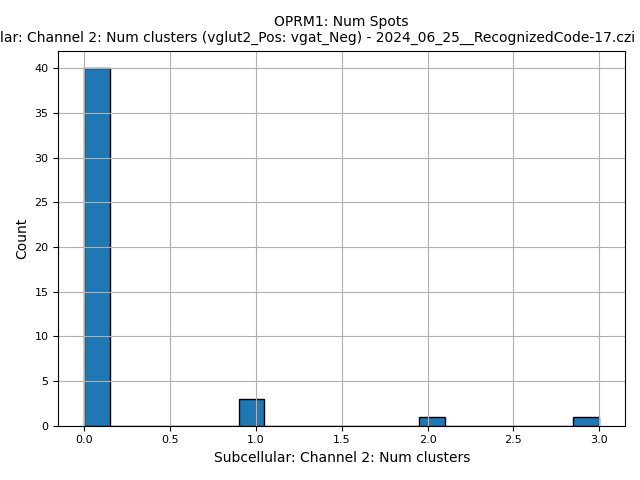 OPRM1: Num Spots
lar: Channel 2: Num clusters (vglut2_Pos: vgat_Neg) - 2024_06_25__RecognizedCode-17.czi
40
35
30
25
20
15
10
5
0
Count
0.0 0.5 1.0 1.5 2.0 2.5 3.0
Subcellular: Channel 2: Num clusters